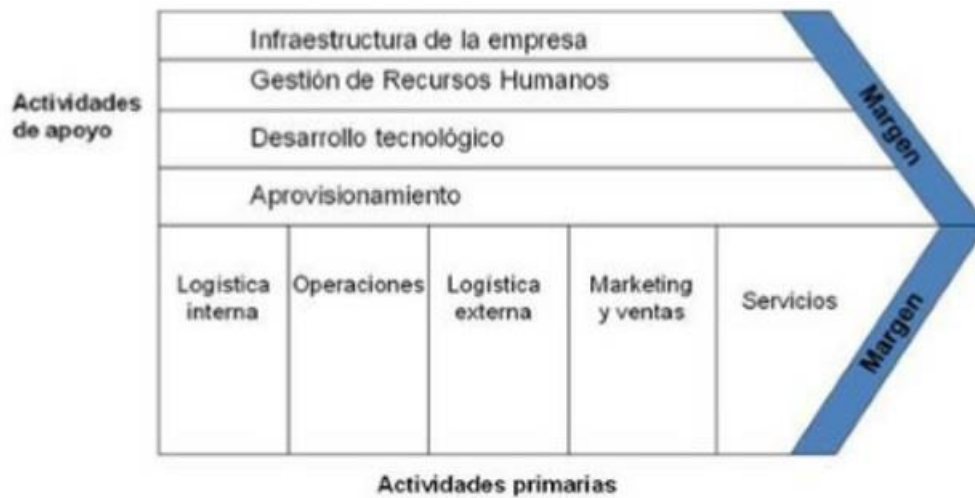 Infraestructura de la empresa
Gestión de Recursos Humanos
Actividades
de apoyo
Desarrollo tecnológico
Aprovisionamiento
Margen
Logística
interna
Operaciones
Logística
externa
Marketing
y ventas
Servicios
Margen
Actividades primarias